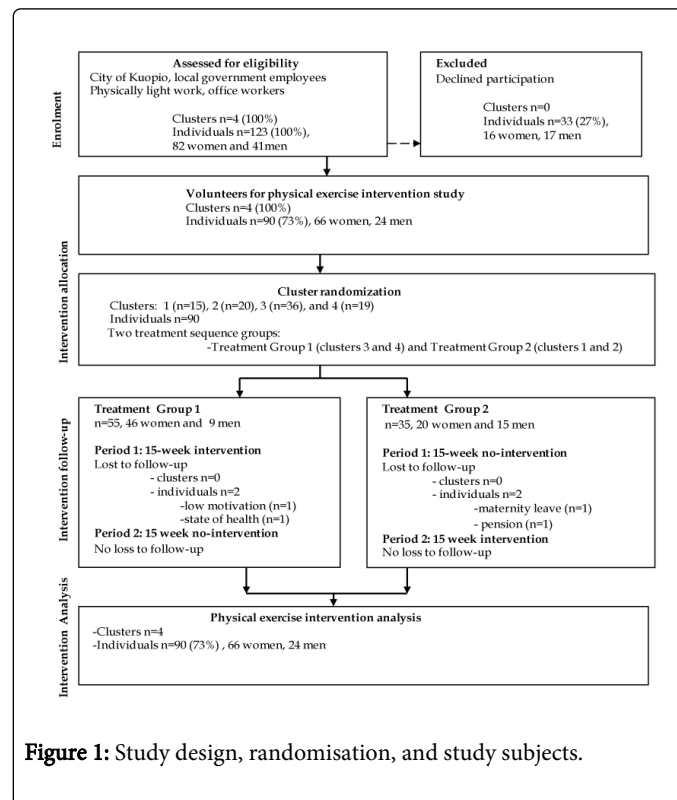 Enrolment
Assessed for eligibility
City of Kuopio, local government employees
Physically light work, office workers
Clusters n=4 (100%)
Individuals n=123 (100%),
82 women and 41men
Excluded
Declined participation
Clusters n=0
Individuals n=33 (27%),
16 women, 17 men
Intervention allocation
Volunteers for physical exercise intervention study
Clusters n=4 (100%)
Individuals n=90 (73%), 66 women, 24 men
Cluster randomization
Clusters: 1 (n=15), 2 (n=20), 3 (n=36), and 4 (n=19)
Individuals n=90
Two treatment sequence groups:
-Treatment Group 1 (clusters 3 and 4) and Treatment Group 2 (clusters 1 and 2)
Intervention follow-up
Treatment Group 1
n=55, 46 women and 9 men
Period 1: 15-week intervention
Lost to follow-up
- clusters n=0
- individuals n=2
-low motivation (n=1)
-state of health (n=1)
Period 2: 15 week no-intervention
No loss to follow-up
Treatment Group 2
n=35, 20 women and 15 men
Period 1: 15-week no-intervention
Lost to follow-up
- clusters n=0
- individuals n=2
-maternity leave (n=1)
- pension (n=1)
Period 2: 15 week intervention
No loss to follow-up
Intervention Analysis
Physical exercise intervention analysis
-Clusters n=4
-Individuals n=90 (73%) , 66 women, 24 men
Figure 1: Study design, randomisation, and study subjects.